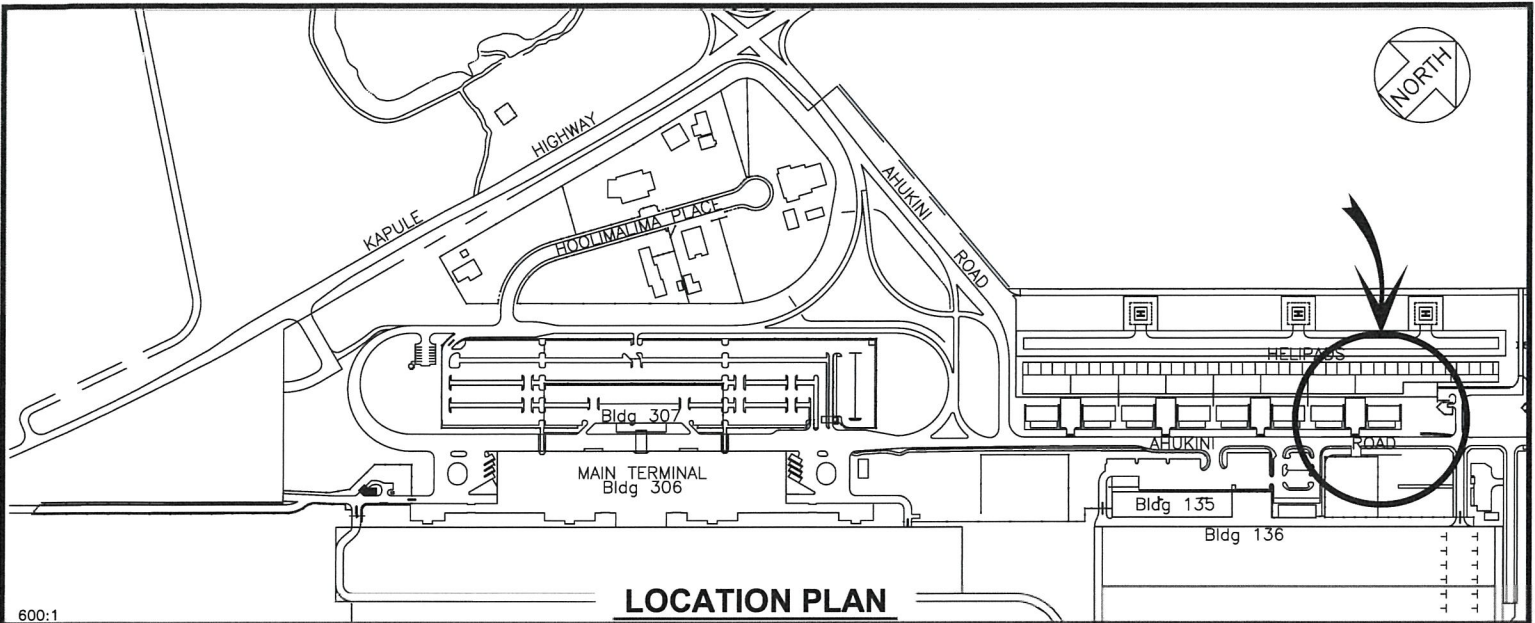 NORTH
HIGHWAY
KAPULE
HOOLIMALIMA PLACE
AHUKINI
ROAD
H
H
H
HELIPADS
Bldg 307
MAIN TERMINAL
Bldg 306
AHUKINI
ROAD
Bldg 135
Bldg 136
LOCATION PLAN
600:1